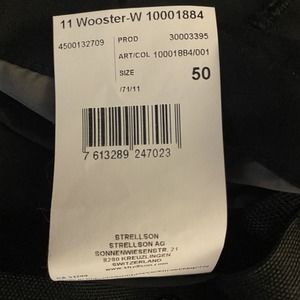 11 Wooster-W 10001884
4500132709 PROD 30003395
ART/COL 10001884/001
SIZE 50
/71/11
7 613289 247023
STRELLSON
STRELLSON AG
SONNENWIESENSTR. 21
8280 KREUZLINGEN
SWITZERLAND